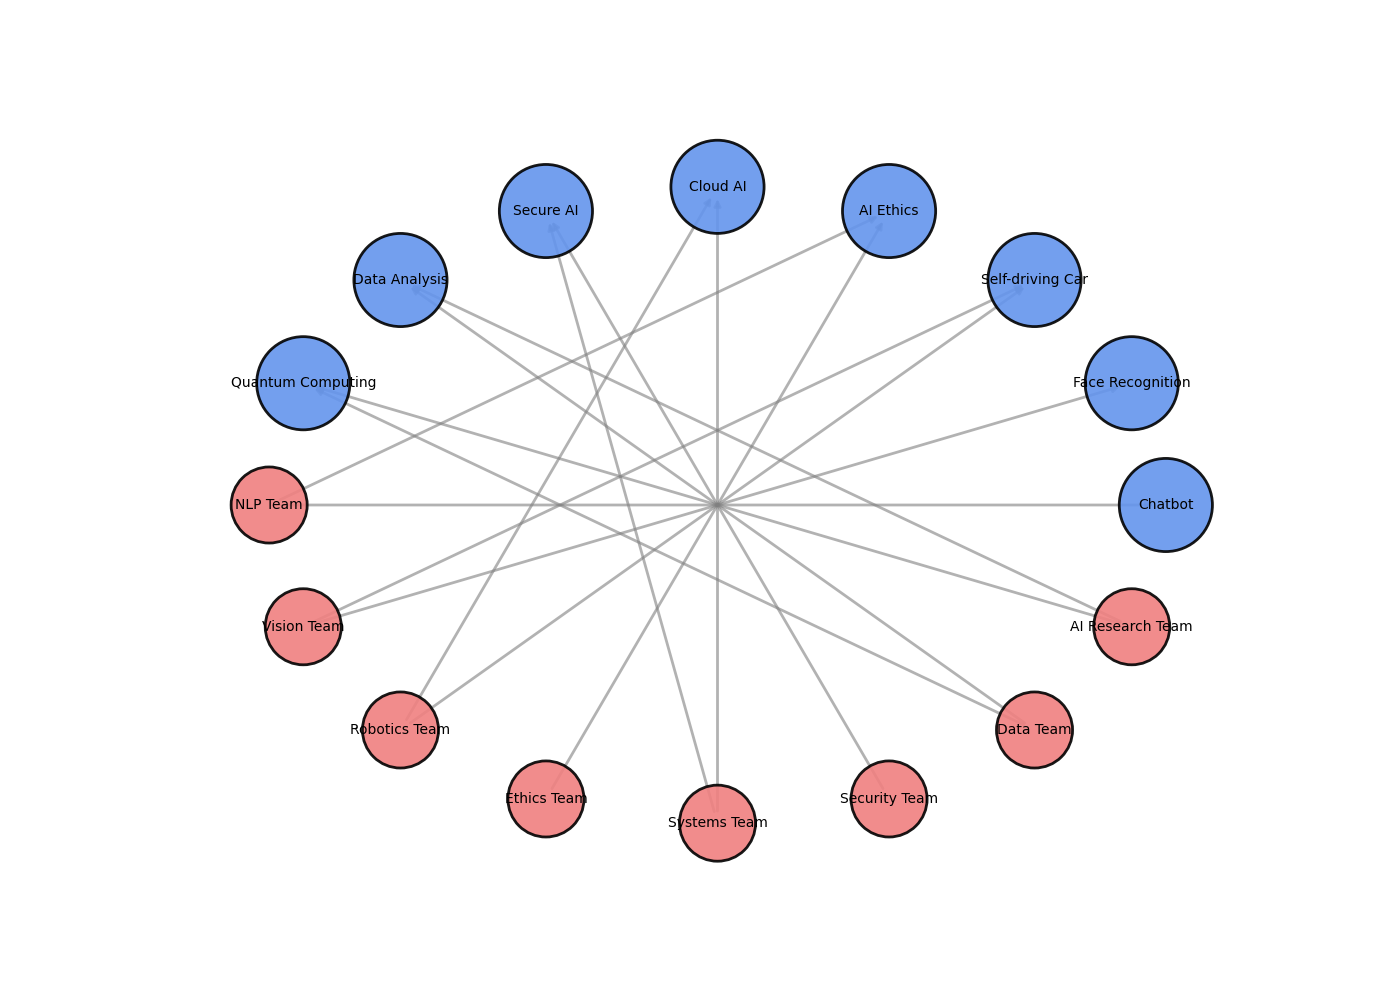 Cloud AI
Secure AI
AI Ethics
Data Analysis
Self-driving Car
Quantum Computing
Face Recognition
NLP Team
Chatbot
Vision Team
AI Research Team
Robotics Team
Data Team
Ethics Team
Security Team
Systems Team